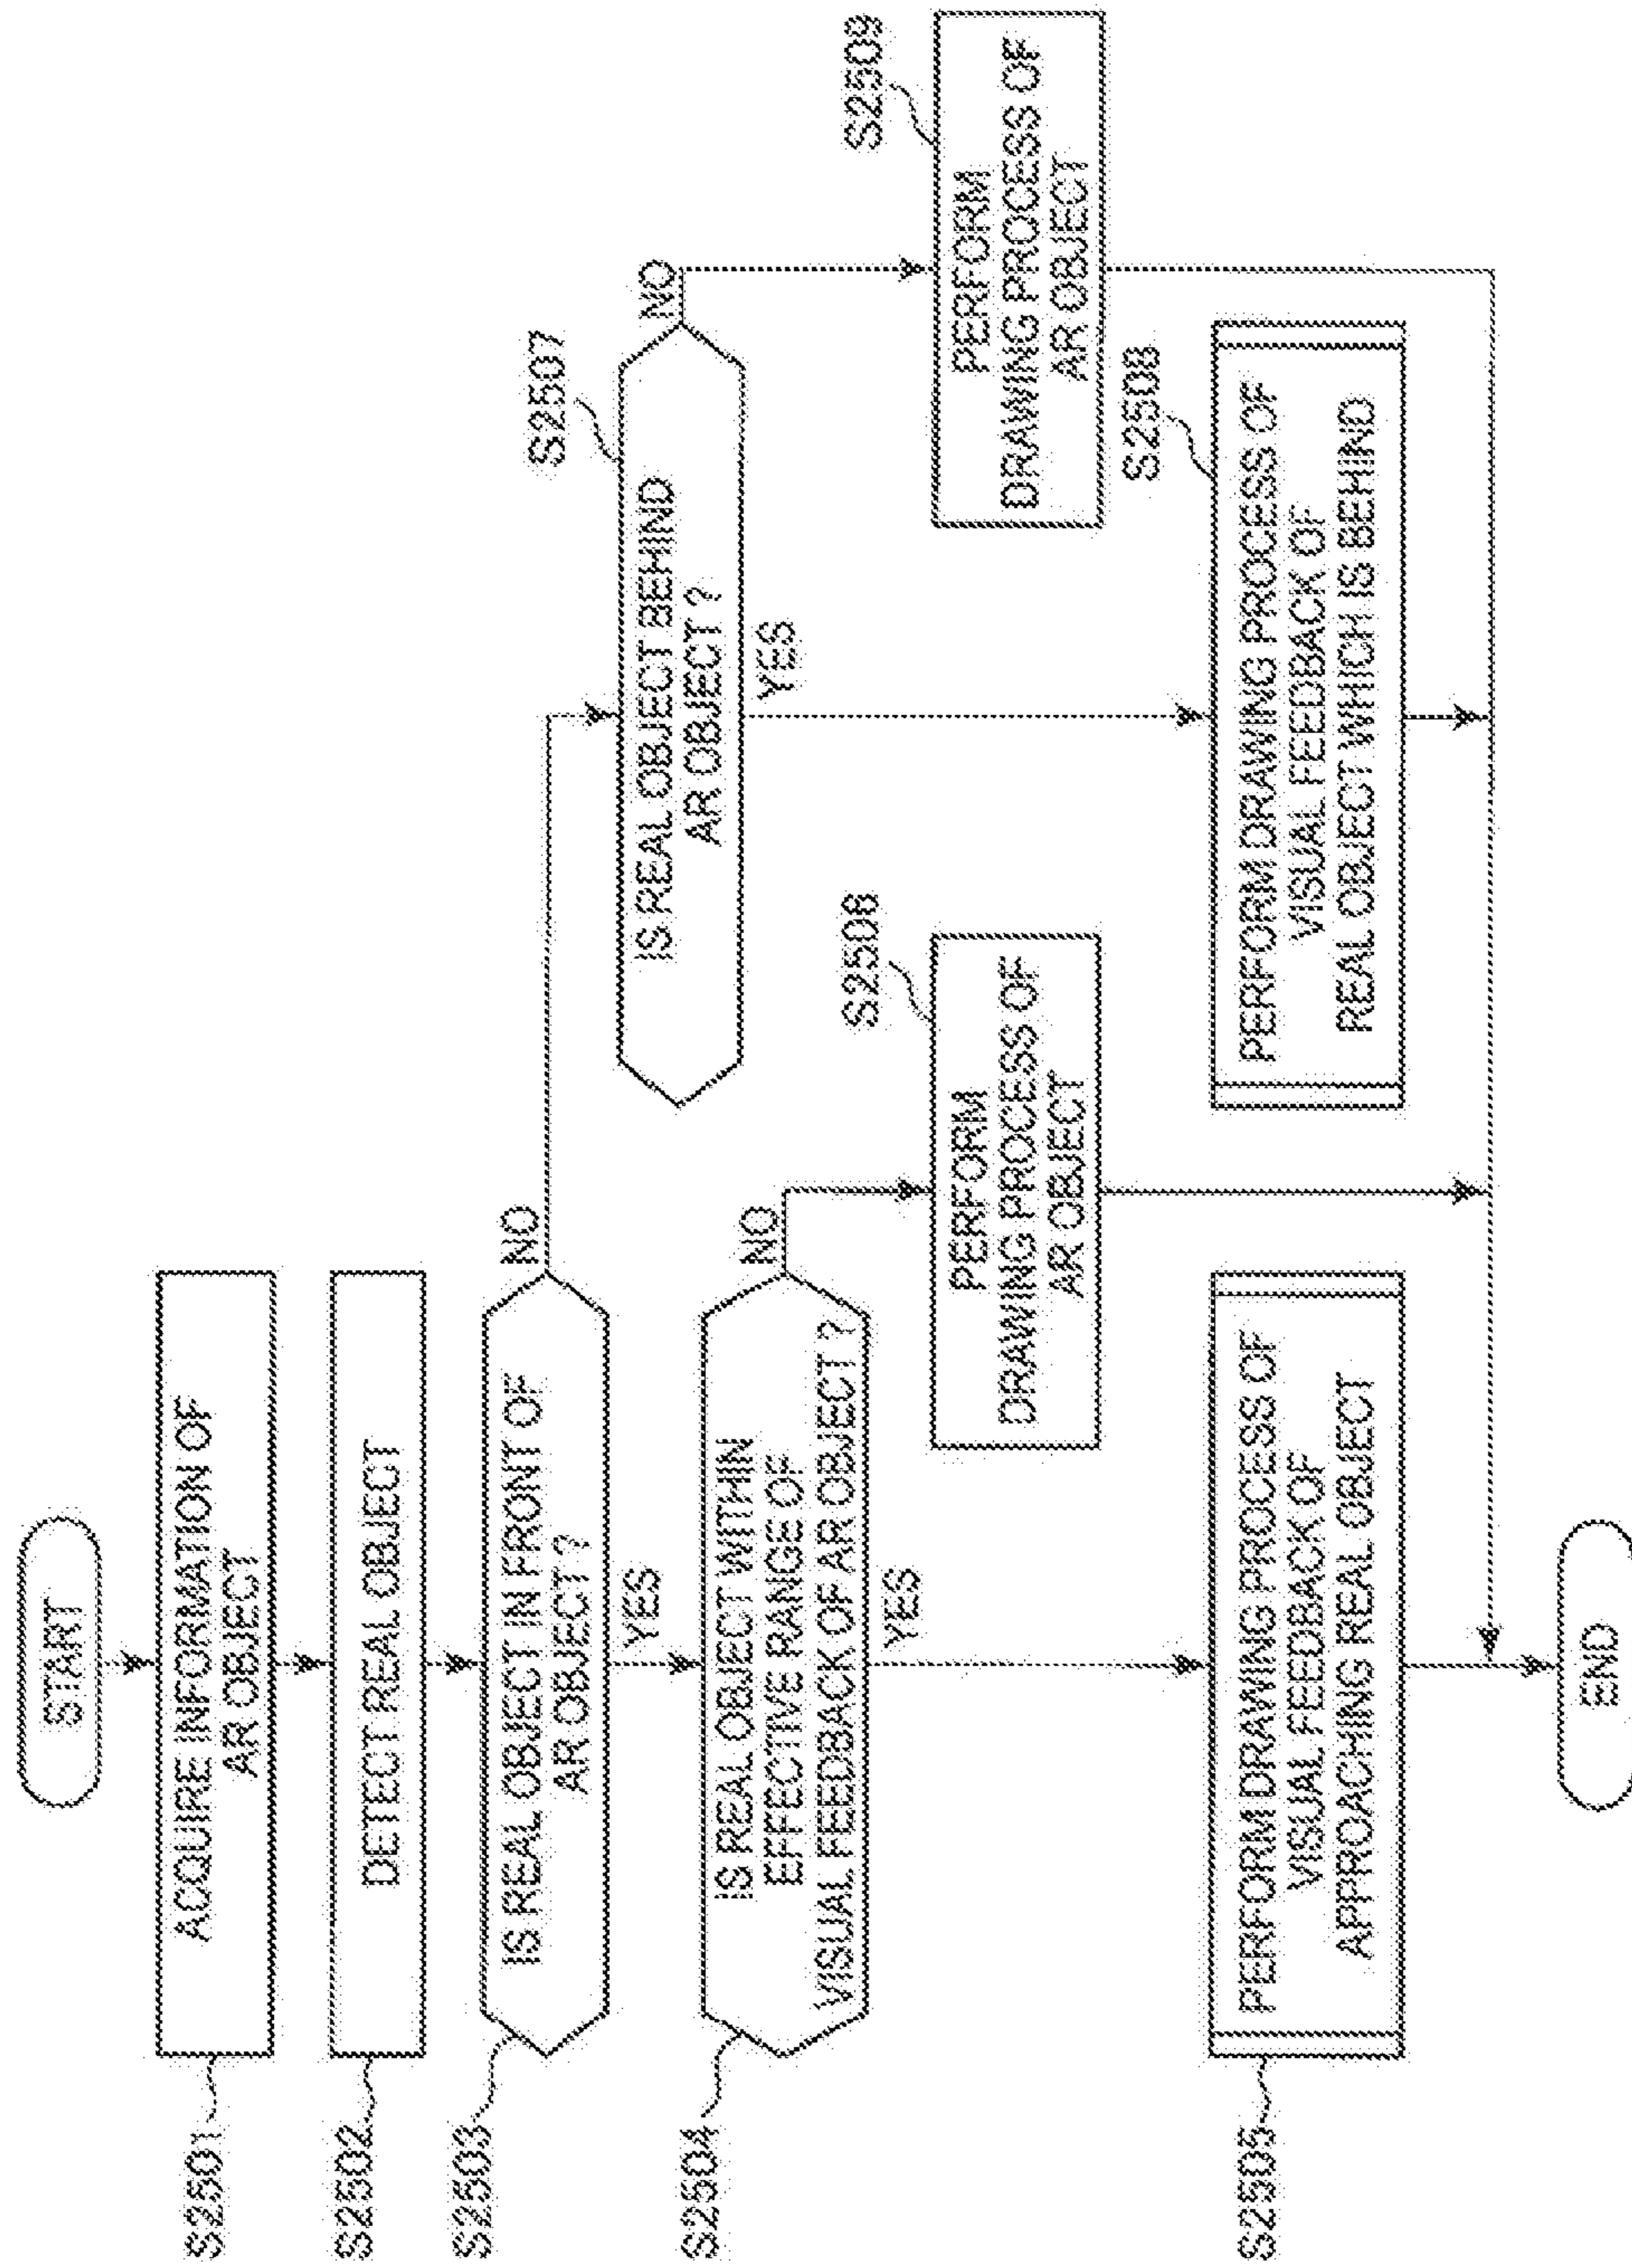 START
S2501
ACQUIRE INFORMATION OF
AR OBJECT
S2502
DETECT REAL OBJECT
S2503
IS REAL OBJECT IN FRONT OF
AR OBJECT ?
NO
YES
S2507
IS REAL OBJECT BEHIND
AR OBJECT ?
NO
YES
S2504
IS REAL OBJECT WITHIN
EFFECTIVE RANGE OF
VISUAL FEEDBACK OF AR OBJECT ?
NO
YES
S2506
PERFORM
DRAWING PROCESS OF
AR OBJECT
S2509
PERFORM
DRAWING PROCESS OF
AR OBJECT
S2505
PERFORM DRAWING PROCESS OF
VISUAL FEEDBACK OF
APPROACHING REAL OBJECT
S2508
PERFORM DRAWING PROCESS OF
VISUAL FEEDBACK OF
REAL OBJECT WHICH IS BEHIND
END